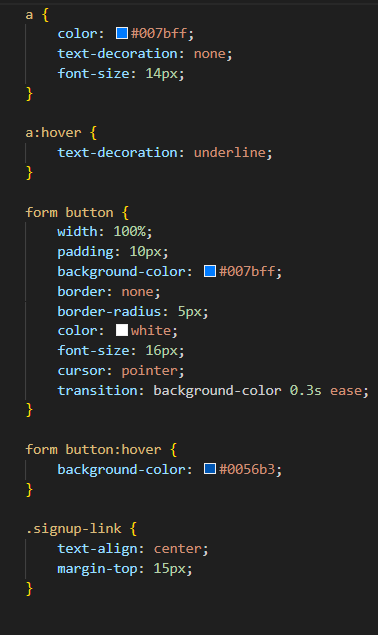 a {
    color: #007bff;
    text-decoration: none;
    font-size: 14px;
}

a:hover {
    text-decoration: underline;
}

form button {
    width: 100%;
    padding: 10px;
    background-color: #007bff;
    border: none;
    border-radius: 5px;
    color: white;
    font-size: 16px;
    cursor: pointer;
    transition: background-color 0.3s ease;
}

form button:hover {
    background-color: #0056b3;
}

.signup-link {
    text-align: center;
    margin-top: 15px;
}